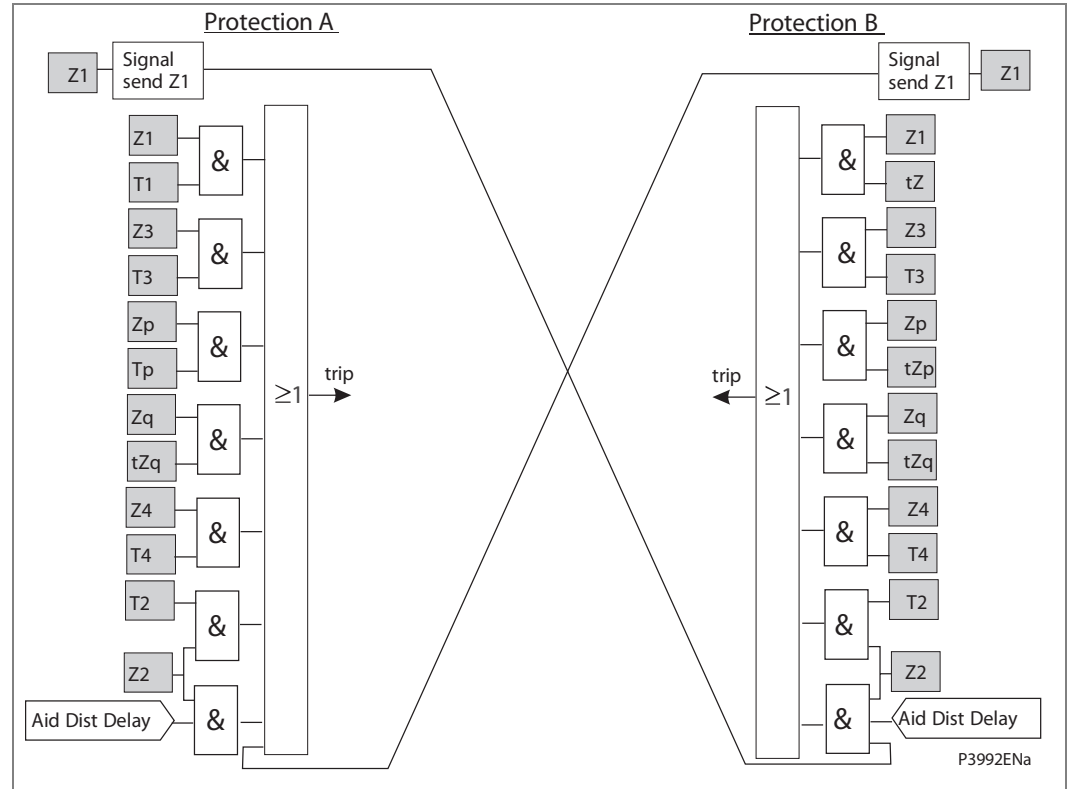 Protection A
Protection B
Z1
Signal
send Z1
Signal
send Z1
Z1
Z1
T1
&
Z3
T3
&
Zp
Tp
&
Zq
tZq
&
Z4
T4
&
T2
&
Z2
Aid Dist Delay
&
≥1
trip
trip
≥1
&
Z1
tZ
&
Z3
T3
&
Zp
tZp
&
Zq
tZq
&
Z4
T4
&
T2
Z2
&
Aid Dist Delay
P3992ENa